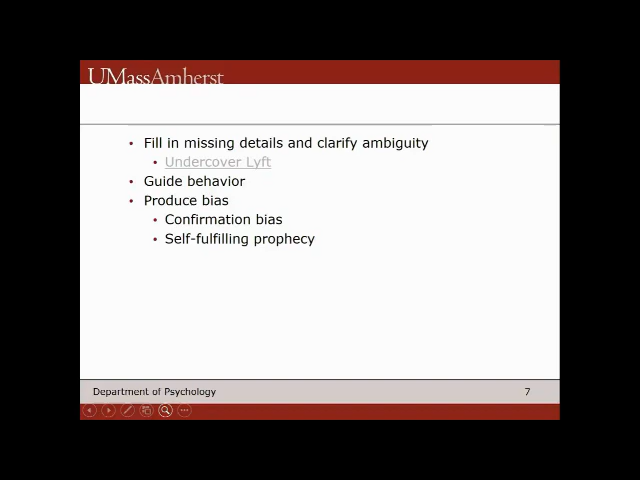 UMassAmherst
• Fill in missing details and clarify ambiguity
• Undercover Lyft
• Guide behavior
• Produce bias
• Confirmation bias
• Self-fulfilling prophecy
Department of Psychology 7